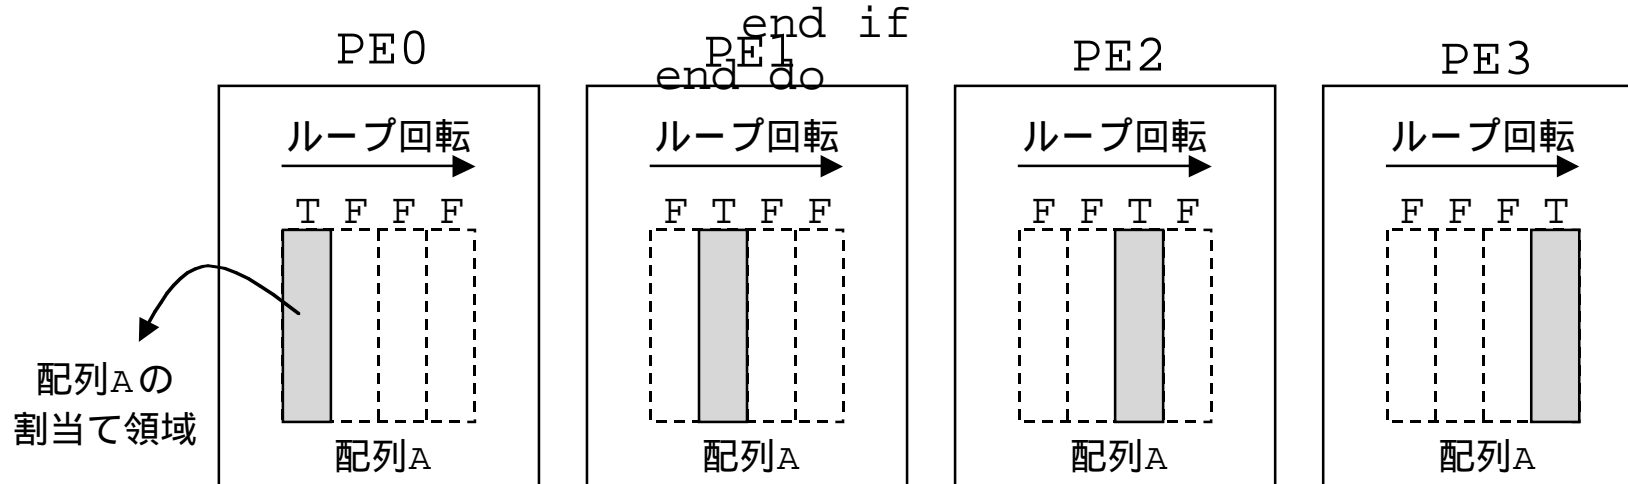 end if
PE0
PE1
end do
PE2
PE3
ループ回転
ループ回転
ループ回転
ループ回転
T F F F
F T F F
F F T F
F F F T
配列Aの
割当て領域
配列A
配列A
配列A
配列A